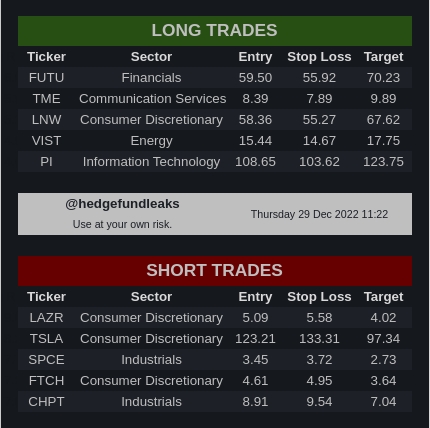 LONG TRADES
Ticker Sector Entry Stop Loss Target
FUTU Financials 59.50 55.92 70.23
TME Communication Services 8.39 7.89 9.89
LNW Consumer Discretionary 58.36 55.27 67.62
VIST Energy 15.44 14.67 17.75
PI Information Technology 108.65 103.62 123.75
@hedgefundleaks
Use at your own risk.
Thursday 29 Dec 2022 11:22
SHORT TRADES
Ticker Sector Entry Stop Loss Target
LAZR Consumer Discretionary 5.09 5.58 4.02
TSLA Consumer Discretionary 123.21 133.31 97.34
SPCE Industrials 3.45 3.72 2.73
FTCH Consumer Discretionary 4.61 4.95 3.64
CHPT Industrials 8.91 9.54 7.04